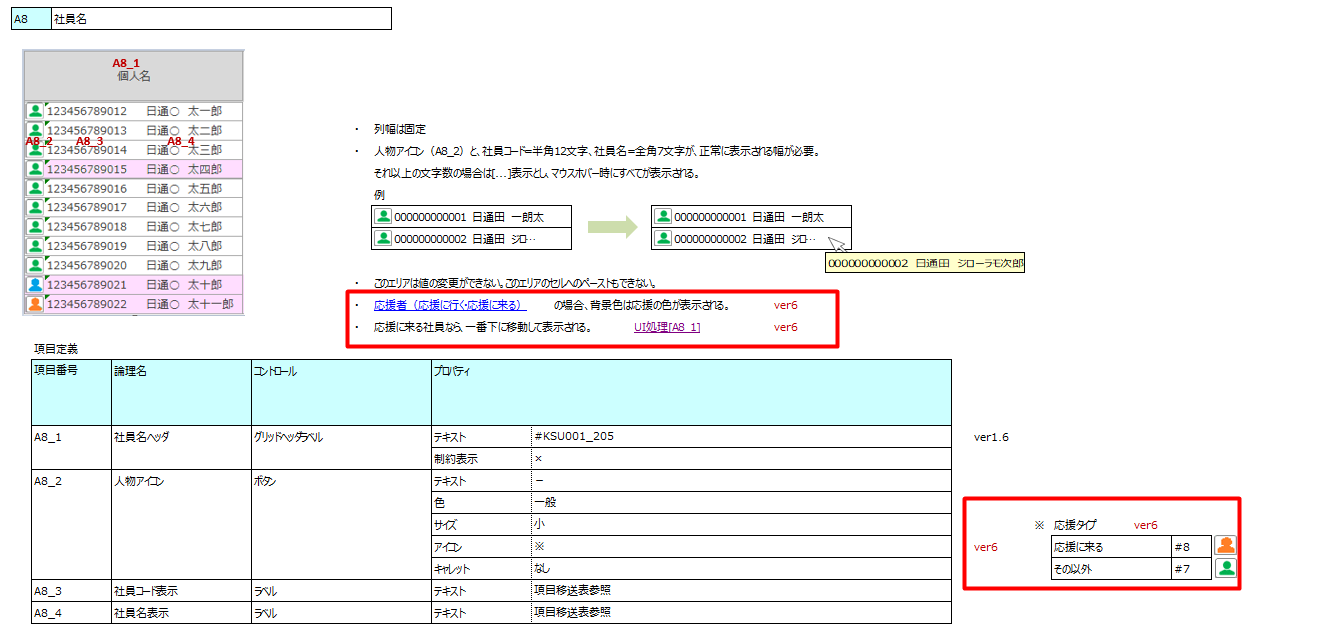 A8 社員名
A8_1
個人名
123456789012 日通○ 太一郎
123456789013 日通○ 太二郎
A8_2 A8_3 A8_4
123456789014 日通○ 太三郎
123456789015 日通○ 太四郎
123456789016 日通○ 太五郎
123456789017 日通○ 太六郎
123456789018 日通○ 太七郎
123456789019 日通○ 太八郎
123456789020 日通○ 太九郎
123456789021 日通○ 太十郎
123456789022 日通○ 太十一郎
・ 列幅は固定
・ 人物アイコン（A8_2）と、社員コード=半角12文字、社員名＝全角7文字が、正常に表示される幅が必要。
それ以上の文字数の場合は[…]表示とし、マウスホバー時にすべてが表示される。
例
000000000001 日通田 一朗太
000000000002 日通田 ジロ…
000000000001 日通田 一朗太
000000000002 日通田 ジロ…
000000000002 日通田 ジローラモ次郎
・ このエリアは値の変更ができない。このエリアのセルへのペーストもできない。
・ 応援者（応援に行く・応援に来る） の場合、背景色は応援の色が表示される。 ver6
・ 応援に来る社員なら、一番下に移動して表示される。 UI処理[A8_1] ver6
項目定義
項目番号 論理名 コントロール プロパティ
A8_1 社員名ヘッダ グリッドヘッダラベル テキスト #KSU001_205 ver1.6
制約表示 ×
A8_2 人物アイコン ボタン テキスト －
色 一般
サイズ 小
アイコン ※
キャレット なし
A8_3 社員コード表示 ラベル テキスト 項目移送表参照
A8_4 社員名表示 ラベル テキスト 項目移送表参照
※ 応援タイプ ver6
ver6 応援に来る #8
その以外 #7